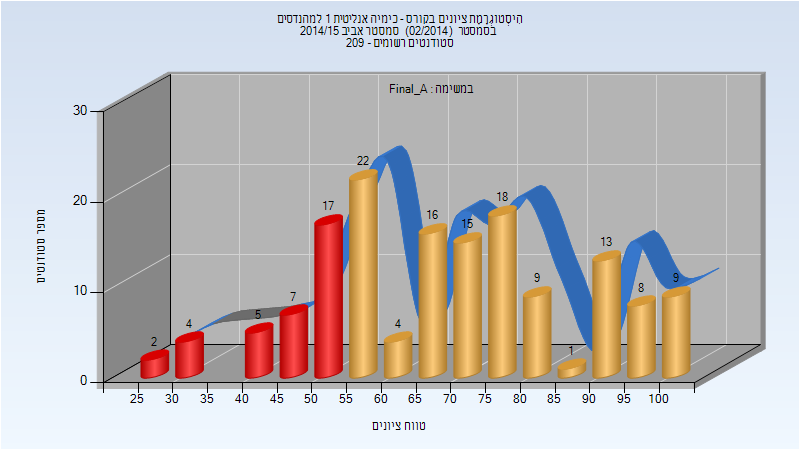 הִיסְטוֹגְרָמַת ציונים בקורס - כימיה אנליטית 1 למהנדסים
בסמסטר (02/2014) סמסטר אביב 2014/15
סטודנטים רשומים - 209
במשימה : Final_A
מספר סטודנטים
30
20
10
0
2
4
5
7
17
22
4
16
15
18
9
1
13
8
9
25 30 35 40 45 50 55 60 65 70 75 80 85 90 95 100
טווח ציונים